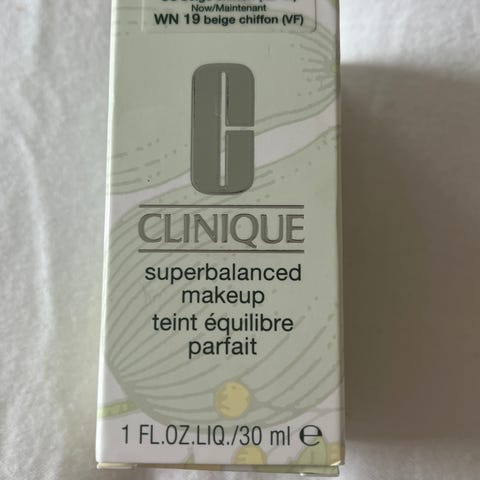 Now/Maintenant
WN 19 beige chiffon (VF)
CLINIQUE
superbalanced
makeup
teint équilibre
parfait
1 FL.OZ.LIQ./30 ml ℮